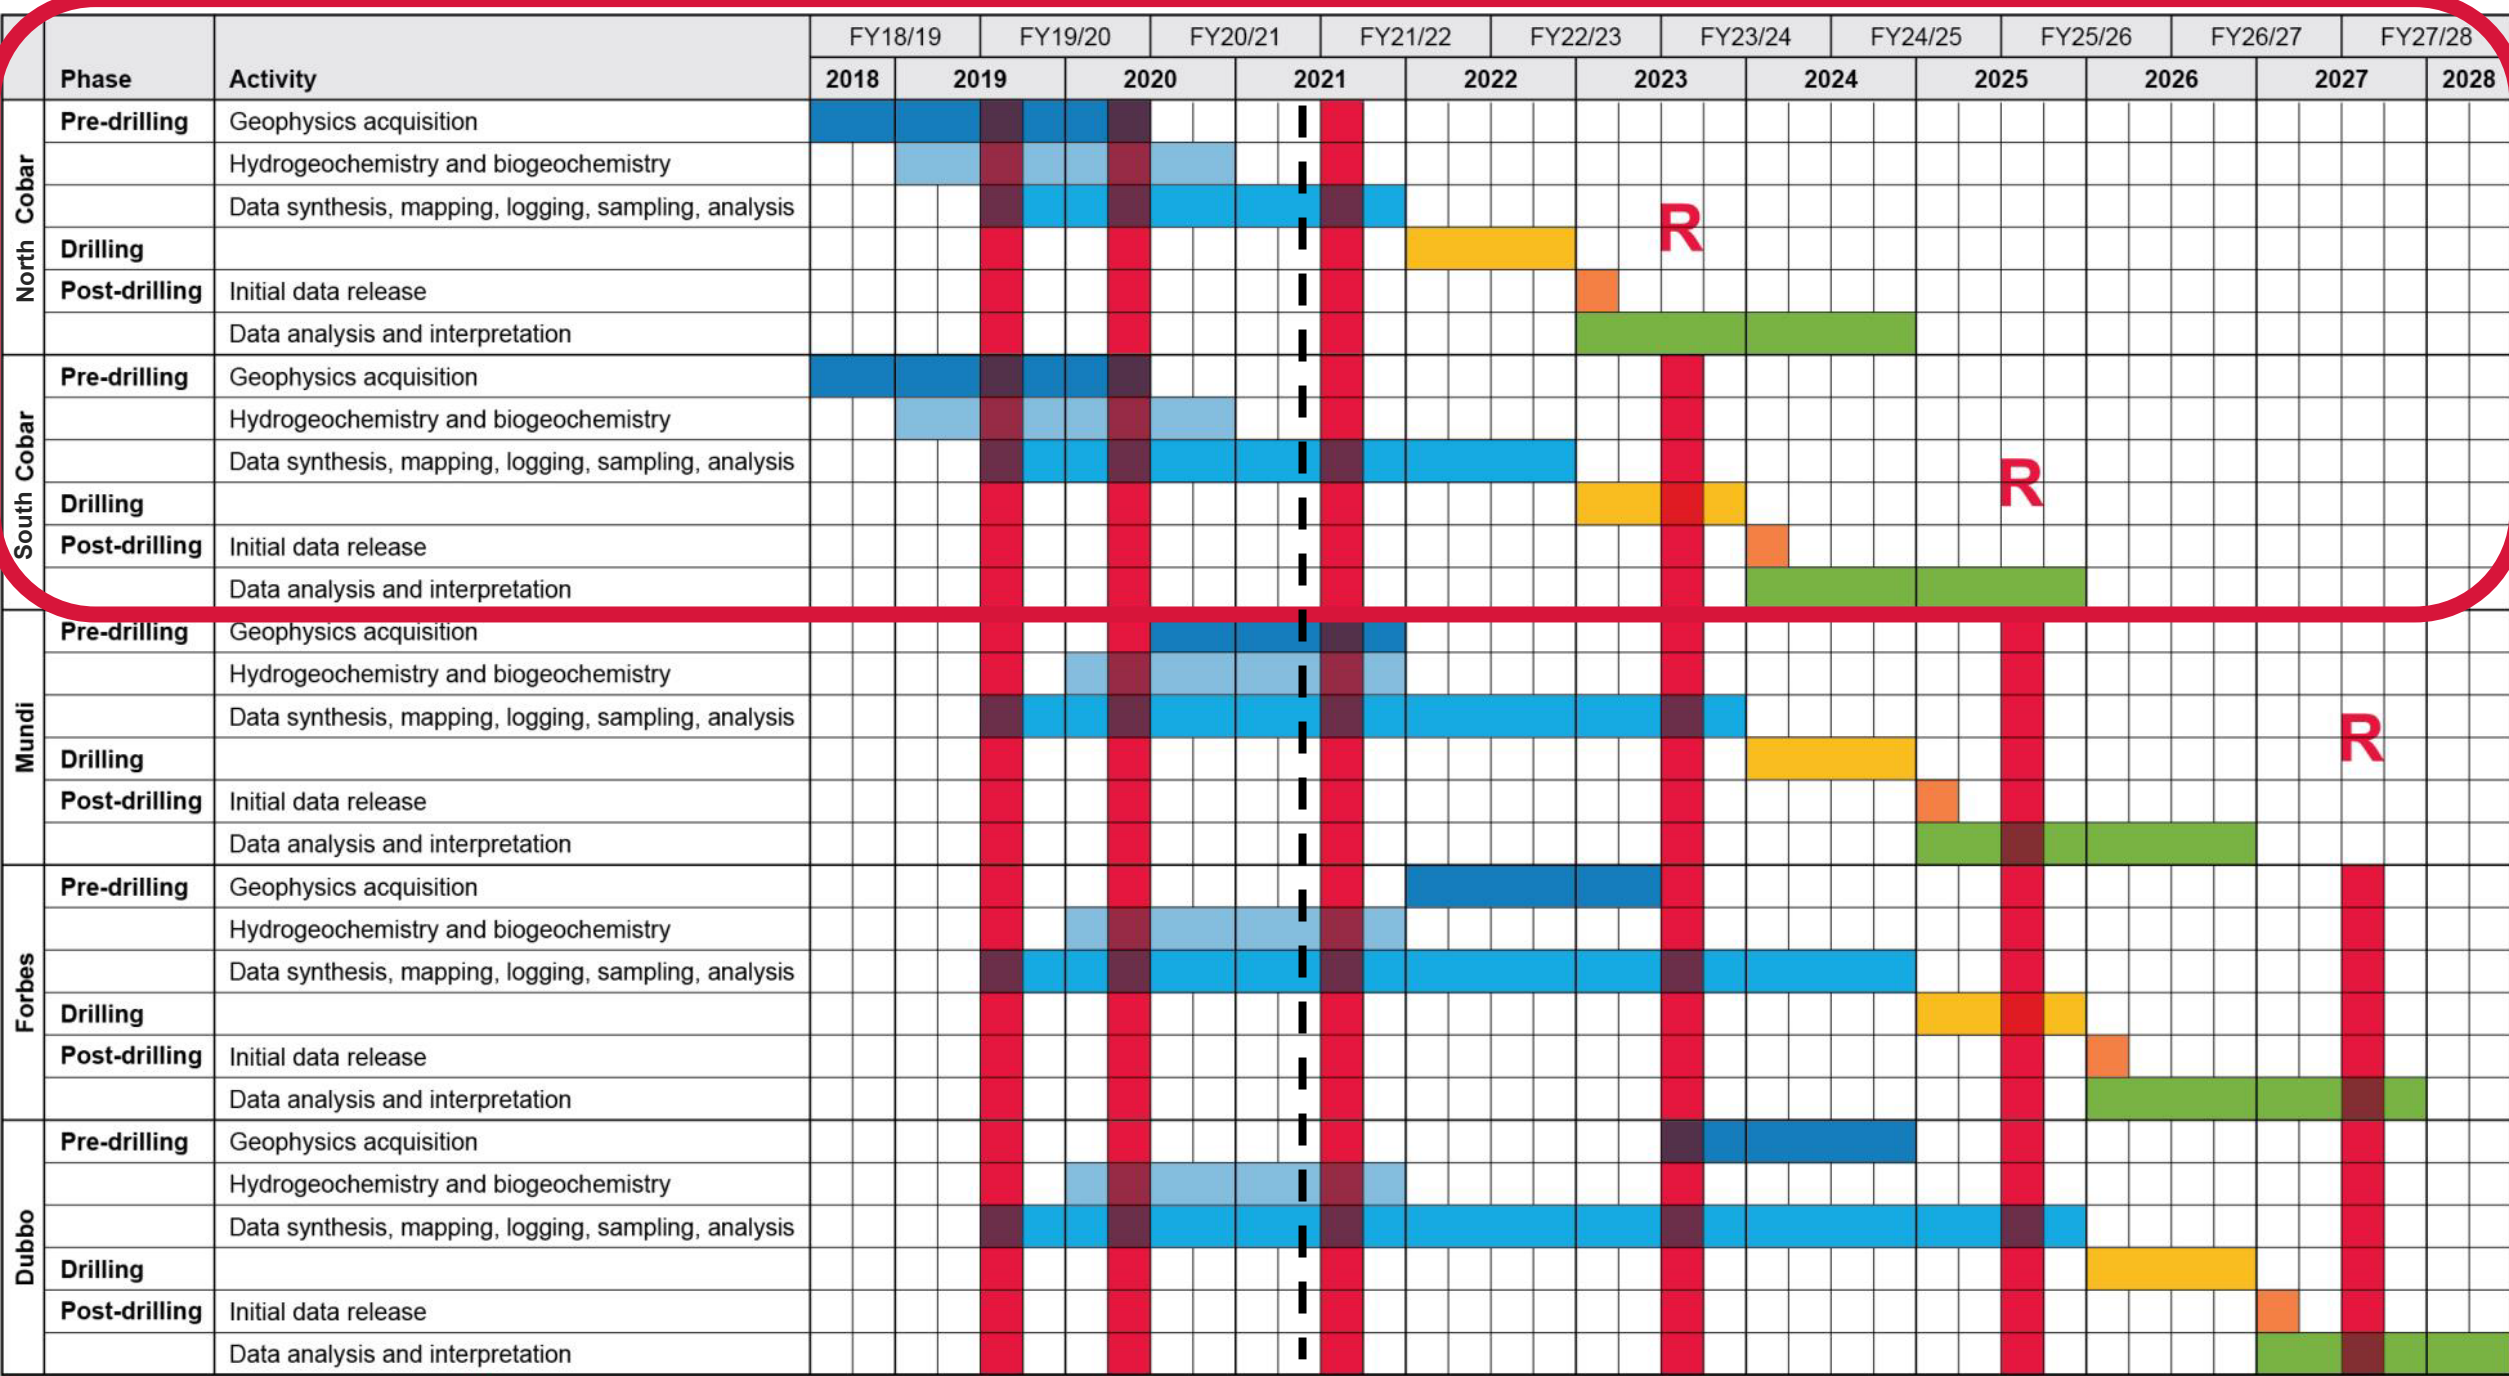 FY18/19 FY19/20 FY20/21 FY21/22 FY22/23 FY23/24 FY24/25 FY25/26 FY26/27 FY27/28
Phase Activity 2018 2019 2020 2021 2022 2023 2024 2025 2026 2027 2028
North Cobar
Pre-drilling Geophysics acquisition
Hydrogeochemistry and biogeochemistry
Data synthesis, mapping, logging, sampling, analysis
R
Drilling
Post-drilling Initial data release
Data analysis and interpretation
South Cobar
Pre-drilling Geophysics acquisition
Hydrogeochemistry and biogeochemistry
Data synthesis, mapping, logging, sampling, analysis
R
Drilling
Post-drilling Initial data release
Data analysis and interpretation
Mundi
Pre-drilling Geophysics acquisition
Hydrogeochemistry and biogeochemistry
Data synthesis, mapping, logging, sampling, analysis
R
Drilling
Post-drilling Initial data release
Data analysis and interpretation
Forbes
Pre-drilling Geophysics acquisition
Hydrogeochemistry and biogeochemistry
Data synthesis, mapping, logging, sampling, analysis
Drilling
Post-drilling Initial data release
Data analysis and interpretation
Dubbo
Pre-drilling Geophysics acquisition
Hydrogeochemistry and biogeochemistry
Data synthesis, mapping, logging, sampling, analysis
Drilling
Post-drilling Initial data release
Data analysis and interpretation